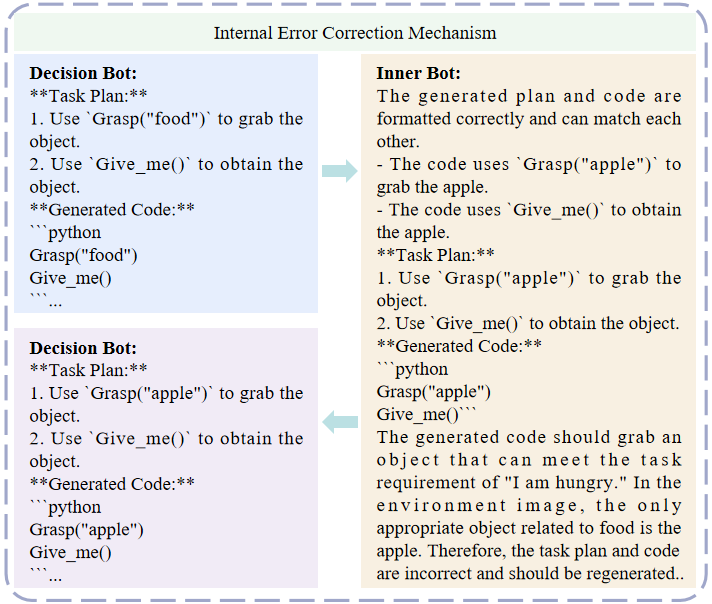 Internal Error Correction Mechanism
Decision Bot:
**Task Plan:**
1. Use `Grasp("food")` to grab the
object.
2. Use `Give_me()` to obtain the
object.
**Generated Code:**
```python
Grasp("food")
Give_me()
```...
Inner Bot:
The generated plan and code are
formatted correctly and can match each
other.
- The code uses `Grasp("apple")` to
grab the apple.
- The code uses `Give_me()` to obtain
the apple.
**Task Plan:**
1. Use `Grasp("apple")` to grab the
object.
2. Use `Give_me()` to obtain the object.
**Generated Code:**
```python
Grasp("apple")
Give_me()```
The generated code should grab an
object that can meet the task
requirement of "I am hungry." In the
environment image, the only
appropriate object related to food is the
apple. Therefore, the task plan and code
are incorrect and should be regenerated..
Decision Bot:
**Task Plan:**
1. Use `Grasp("apple")` to grab the
object.
2. Use `Give_me()` to obtain the
object.
**Generated Code:**
```python
Grasp("apple")
Give_me()
```...